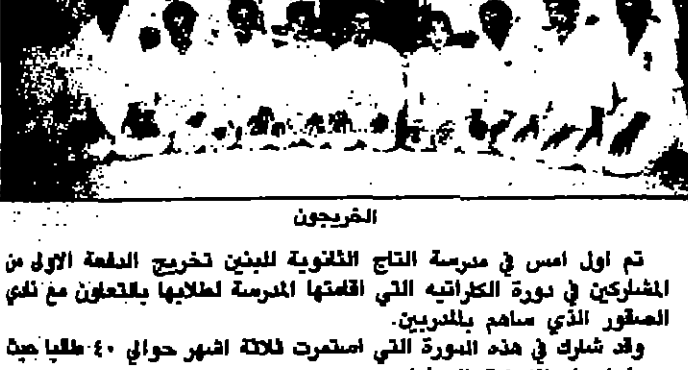 الخريجون
تم اول امس في مدرسة التاج الثانوية للبنين تخريج الدفعة الاولى من
المشاركين في دورة الكاراتيه التي اقامتها المدرسة لطلابها بالتعاون مع نادي
الصقور الذي ساهم بالمدربين.
وقد شارك في هذه الدورة التي استمرت ثلاثة اشهر حوالي ٤٠ طالبا حيث